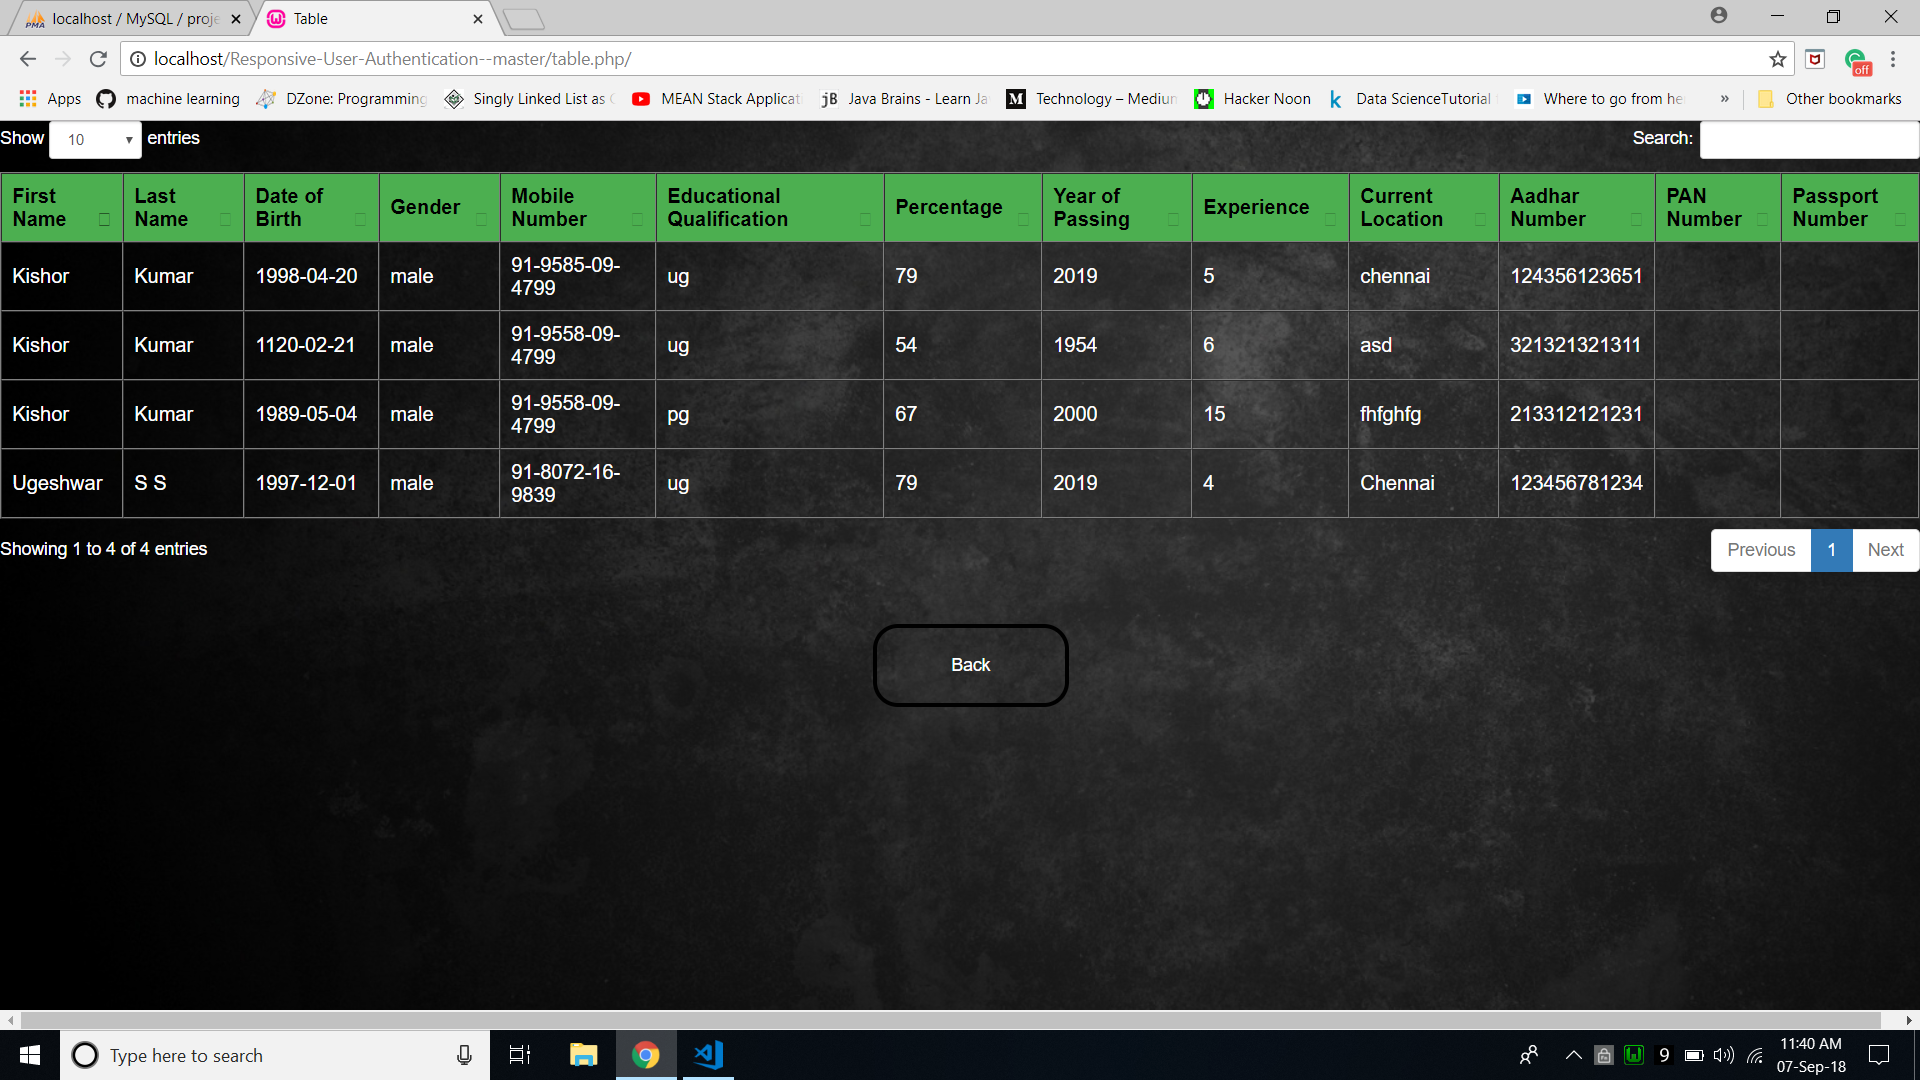 localhost / MySQL / proje
Table
localhost/Responsive-User-Authentication--master/table.php/
off
Apps machine learning DZone: Programming Singly Linked List as MEAN Stack Applicat jB Java Brains - Learn Ja M Technology – Medium Hacker Noon k Data ScienceTutorial Where to go from he » Other bookmarks
Show 10 entries Search:
First Name Last Name Date of Birth Gender Mobile Number Educational Qualification Percentage Year of Passing Experience Current Location Aadhar Number PAN Number Passport Number
Kishor Kumar 1998-04-20 male 91-9585-09-4799 ug 79 2019 5 chennai 124356123651
Kishor Kumar 1120-02-21 male 91-9558-09-4799 ug 54 1954 6 asd 321321321311
Kishor Kumar 1989-05-04 male 91-9558-09-4799 pg 67 2000 15 fhfghfg 213312121231
Ugeshwar S S 1997-12-01 male 91-8072-16-9839 ug 79 2019 4 Chennai 123456781234
Showing 1 to 4 of 4 entries Previous 1 Next
Back
Type here to search
9
11:40 AM
07-Sep-18